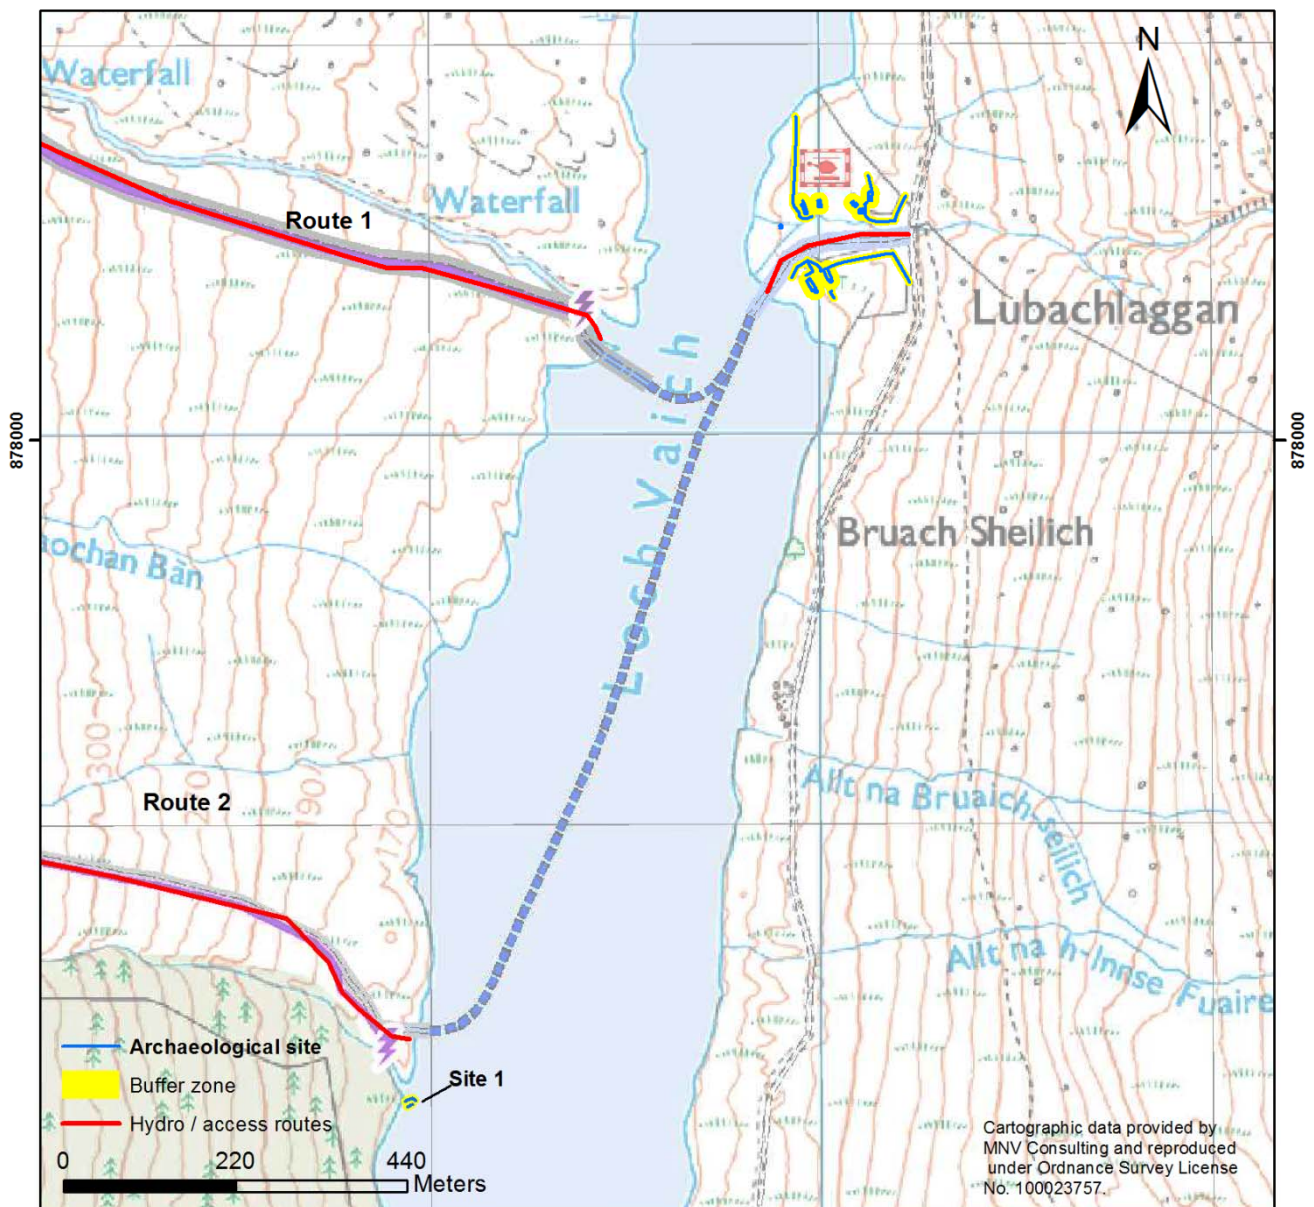 N
Waterfall
Waterfall
Route 1
Lubachlaggan
878000
878000
Loch Vaich
Bruach Sheilich
aochan Bàn
300
190
170
Route 2
Allt na Bruaich-seilich
Allt na h-Innse Fuaire
Archaeological site
Buffer zone
Hydro / access routes
Site 1
0 220 440
Meters
Cartographic data provided by
MNV Consulting and reproduced
under Ordnance Survey License
No. 100023757.